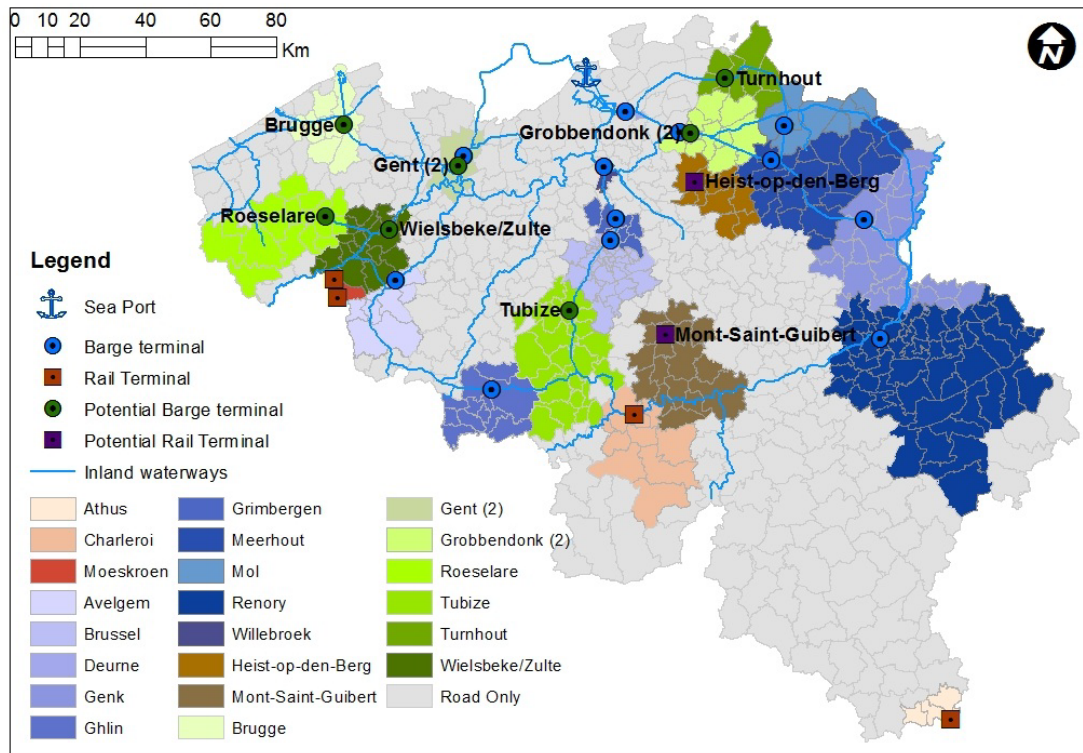 0 10 20 40 60 80
Km
N
Turnhout
Brugge
Grobbendonk (2)
Gent (2)
Heist-op-den-Berg
Roeselare
Wielsbeke/Zulte
Tubize
Mont-Saint-Guibert
Legend
Sea Port
Barge terminal
Rail Terminal
Potential Barge terminal
Potential Rail Terminal
Inland waterways
Athus
Charleroi
Moeskroen
Avelgem
Brussel
Deurne
Genk
Ghlin
Grimbergen
Meerhout
Mol
Renory
Willebroek
Heist-op-den-Berg
Mont-Saint-Guibert
Brugge
Gent (2)
Grobbendonk (2)
Roeselare
Tubize
Turnhout
Wielsbeke/Zulte
Road Only